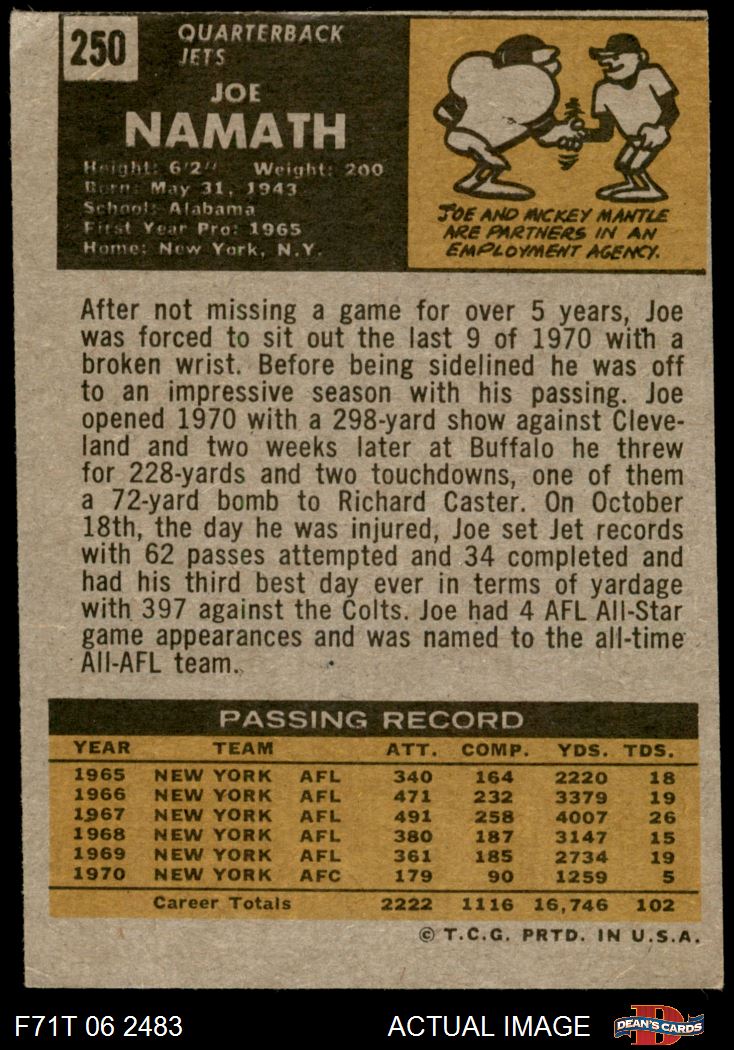 250
QUARTERBACK
JETS
JOE
NAMATH
Height: 6'2" Weight: 200
Born: May 31, 1943
School: Alabama
First Year Pro: 1965
Home: New York, N.Y.
JOE AND MICKEY MANTLE
ARE PARTNERS IN AN
EMPLOYMENT AGENCY.
After not missing a game for over 5 years, Joe
was forced to sit out the last 9 of 1970 with a
broken wrist. Before being sidelined he was off
to an impressive season with his passing. Joe
opened 1970 with a 298-yard show against Cleve-
land and two weeks later at Buffalo he threw
for 228-yards and two touchdowns, one of them
a 72-yard bomb to Richard Caster. On October
18th, the day he was injured, Joe set Jet records
with 62 passes attempted and 34 completed and
had his third best day ever in terms of yardage
with 397 against the Colts. Joe had 4 AFL All-Star
game appearances and was named to the all-time
All-AFL team.
PASSING RECORD
YEAR TEAM ATT. COMP. YDS. TDS.
1965 NEW YORK AFL 340 164 2220 18
1966 NEW YORK AFL 471 232 3379 19
1967 NEW YORK AFL 491 258 4007 26
1968 NEW YORK AFL 380 187 3147 15
1969 NEW YORK AFL 361 185 2734 19
1970 NEW YORK AFC 179 90 1259 5
Career Totals 2222 1116 16,746 102
© T.C.G. PRTD. IN U.S.A.
F71T 06 2483 ACTUAL IMAGE D DEAN'S CARDS